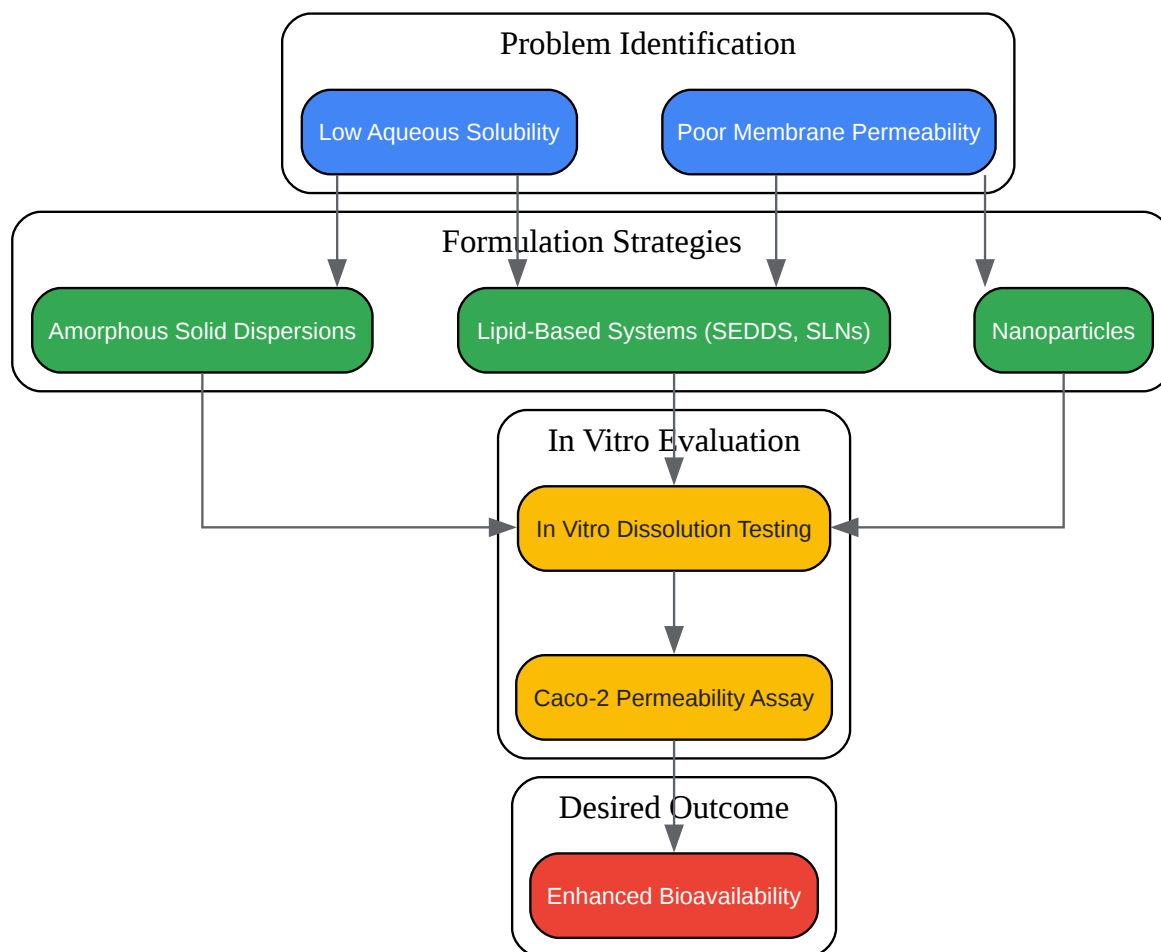 Problem Identification
Low Aqueous Solubility
Poor Membrane Permeability
Formulation Strategies
Amorphous Solid Dispersions
Lipid-Based Systems (SEDDS, SLNs)
Nanoparticles
In Vitro Evaluation
In Vitro Dissolution Testing
Caco-2 Permeability Assay
Desired Outcome
Enhanced Bioavailability